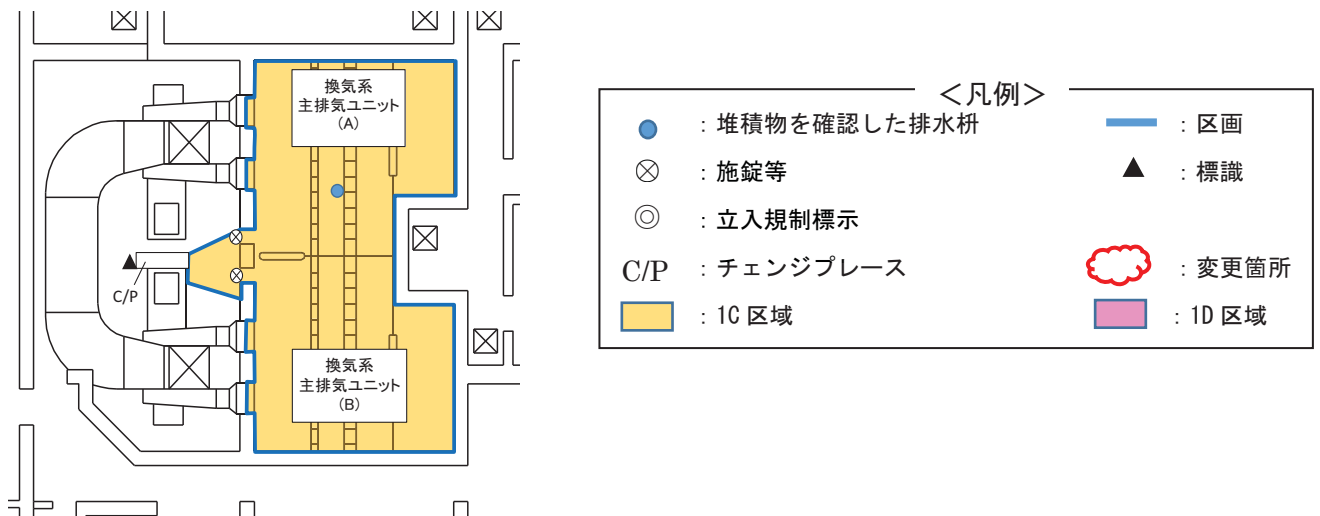 換気系
主排気ユニット
(A)
C/P
換気系
主排気ユニット
(B)
＜凡例＞
：堆積物を確認した排水枡
：区画
：施錠等
：標識
：立入規制標示
C/P ：チェンジプレース
：変更箇所
：1C 区域
：1D 区域